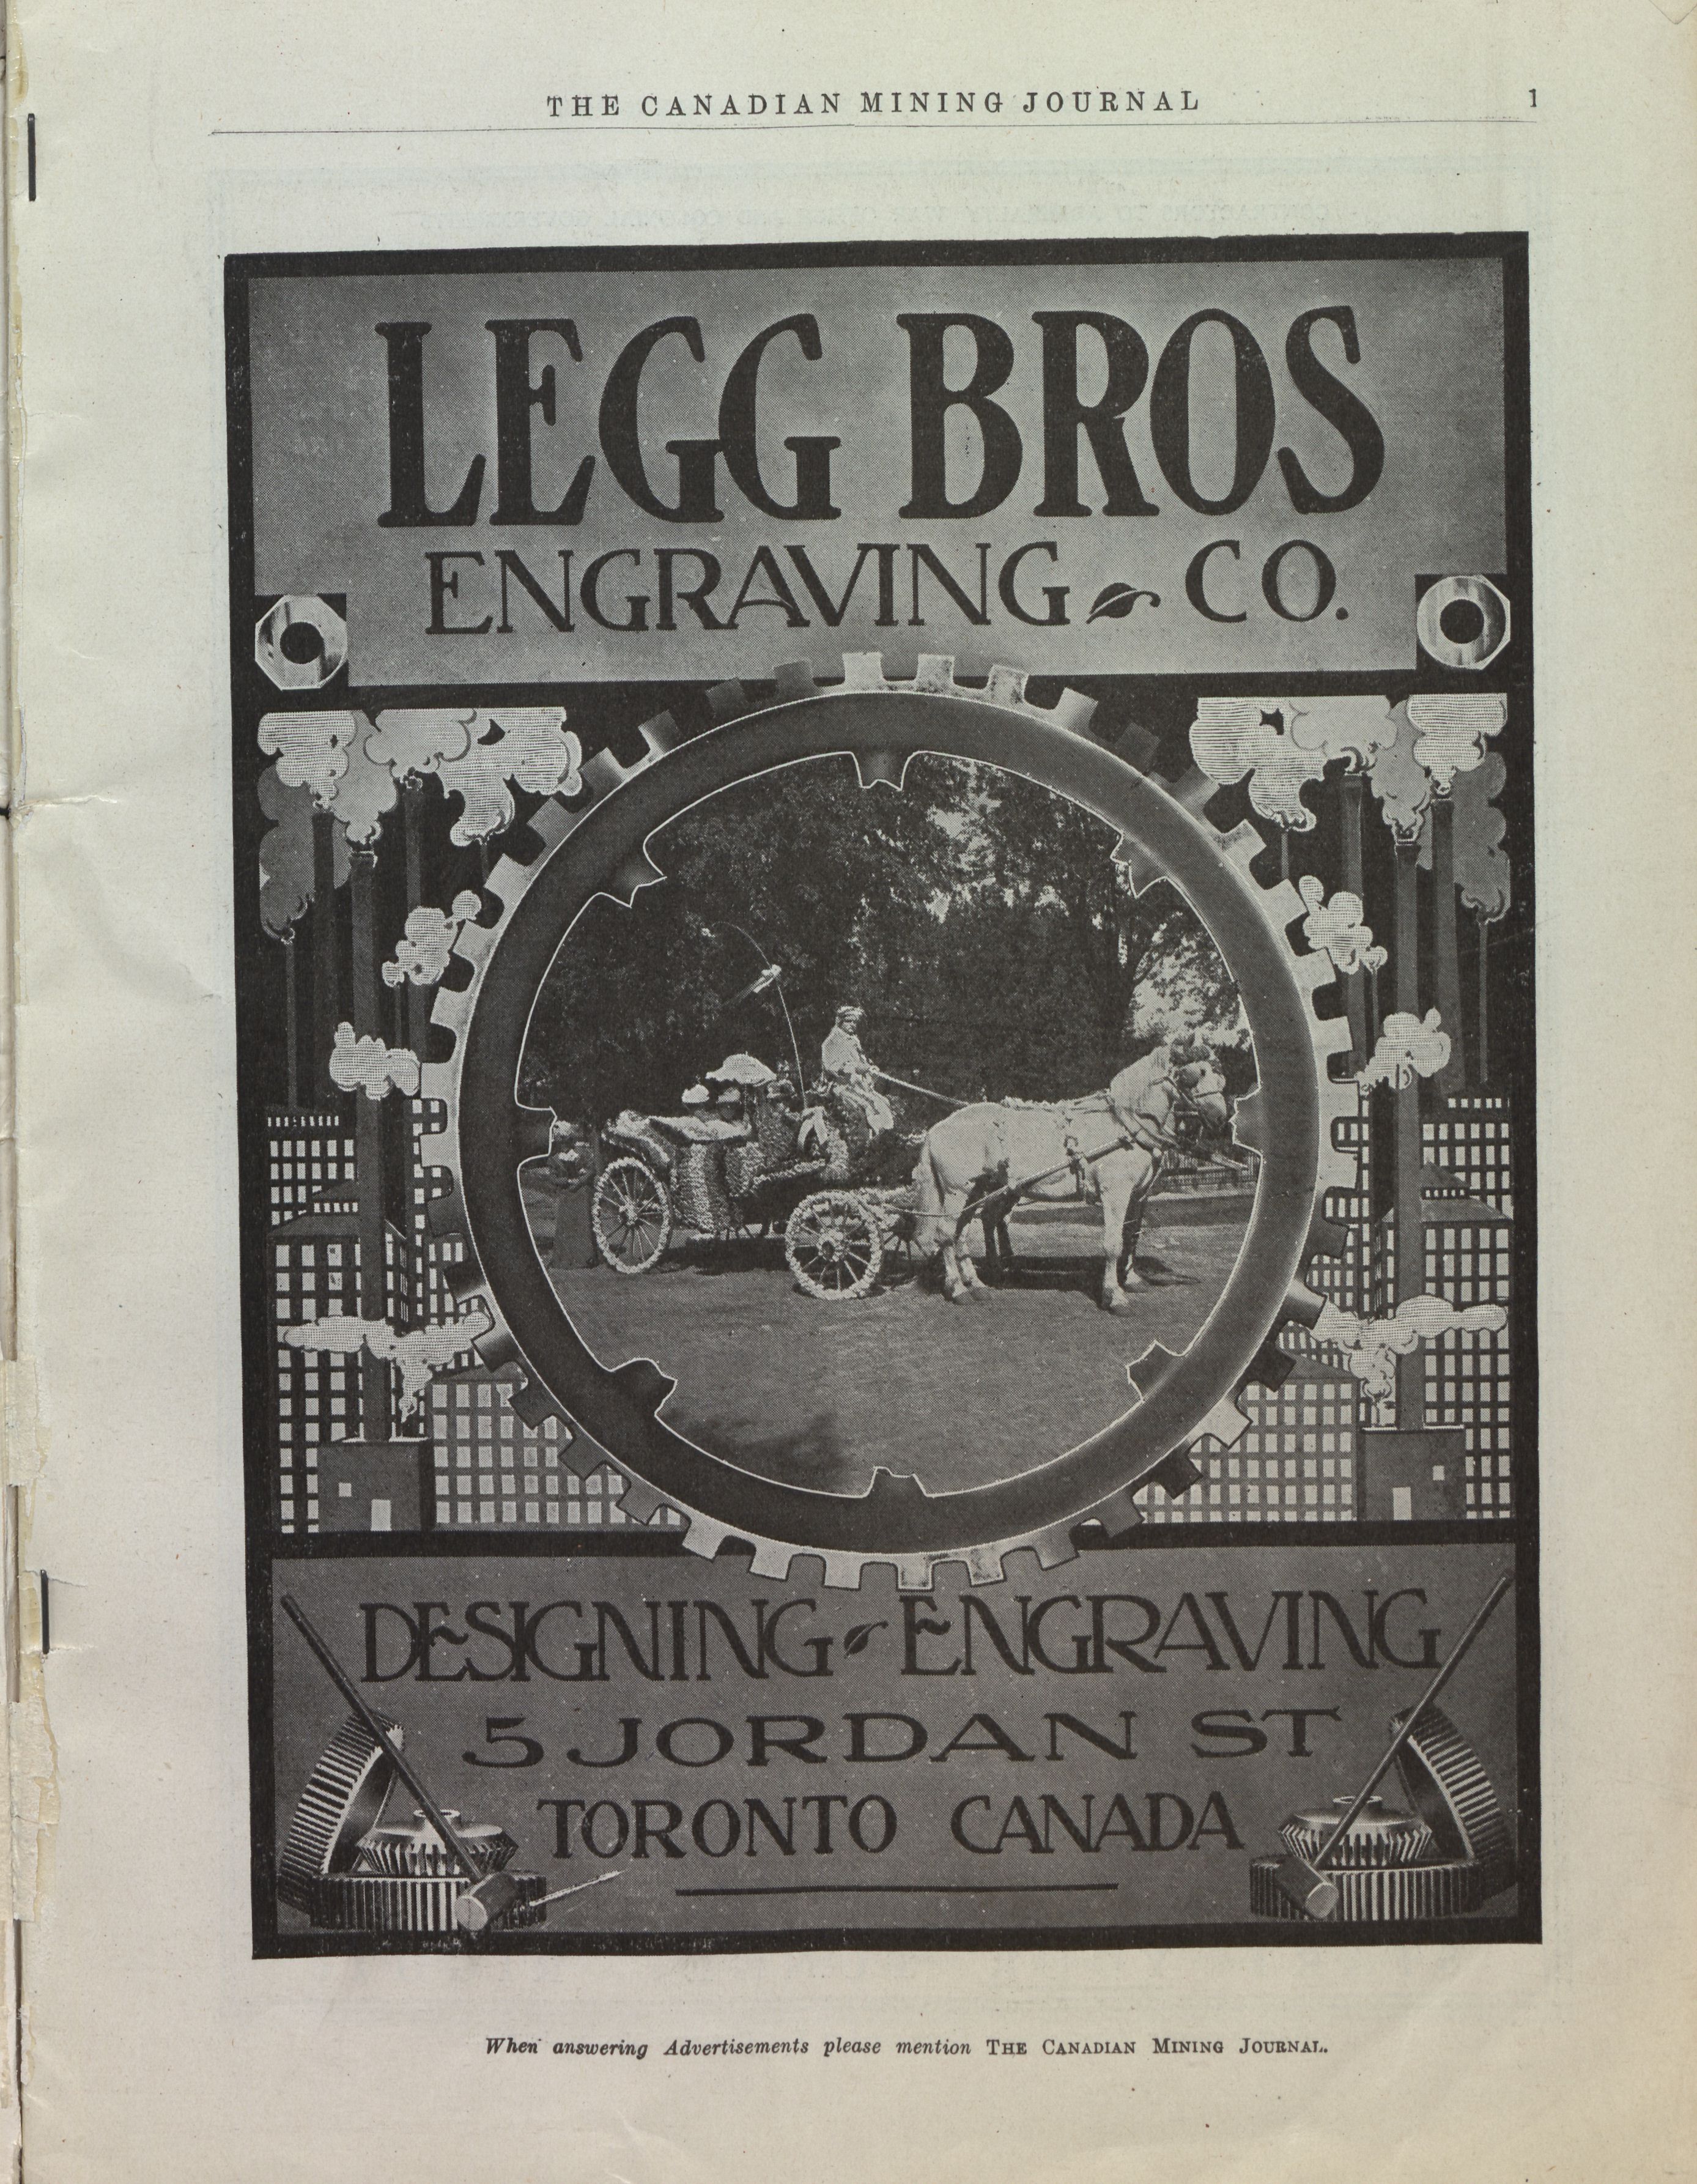 THE CANADIAN MINING JOURNAL 1
LEGG BROS
ENGRAVING CO.
DESIGNING ENGRAVING
5 JORDAN ST
TORONTO CANADA
When answering Advertisements please mention THE CANADIAN MINING JOURNAL.